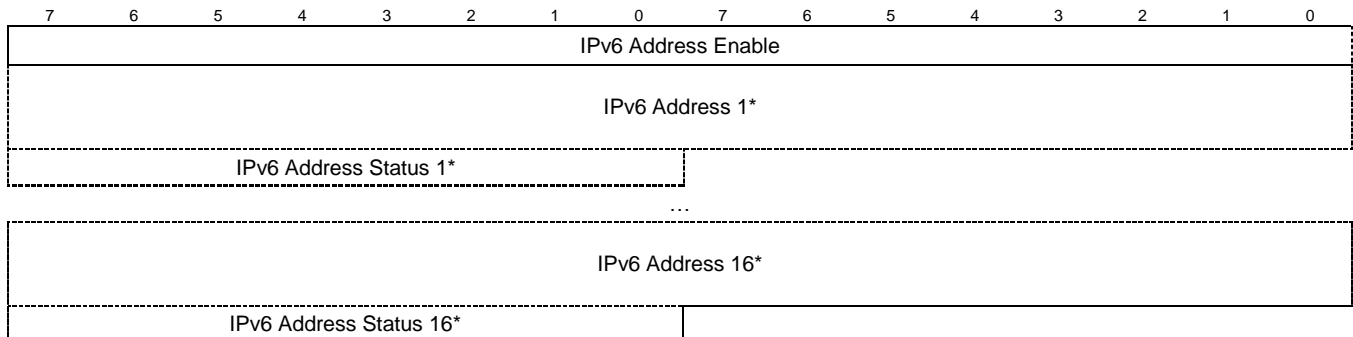 7 6 5 4 3 2 1 0 7 6 5 4 3 2 1 0
IPv6 Address Enable
IPv6 Address 1*
IPv6 Address Status 1*
…
IPv6 Address 16*
IPv6 Address Status 16*